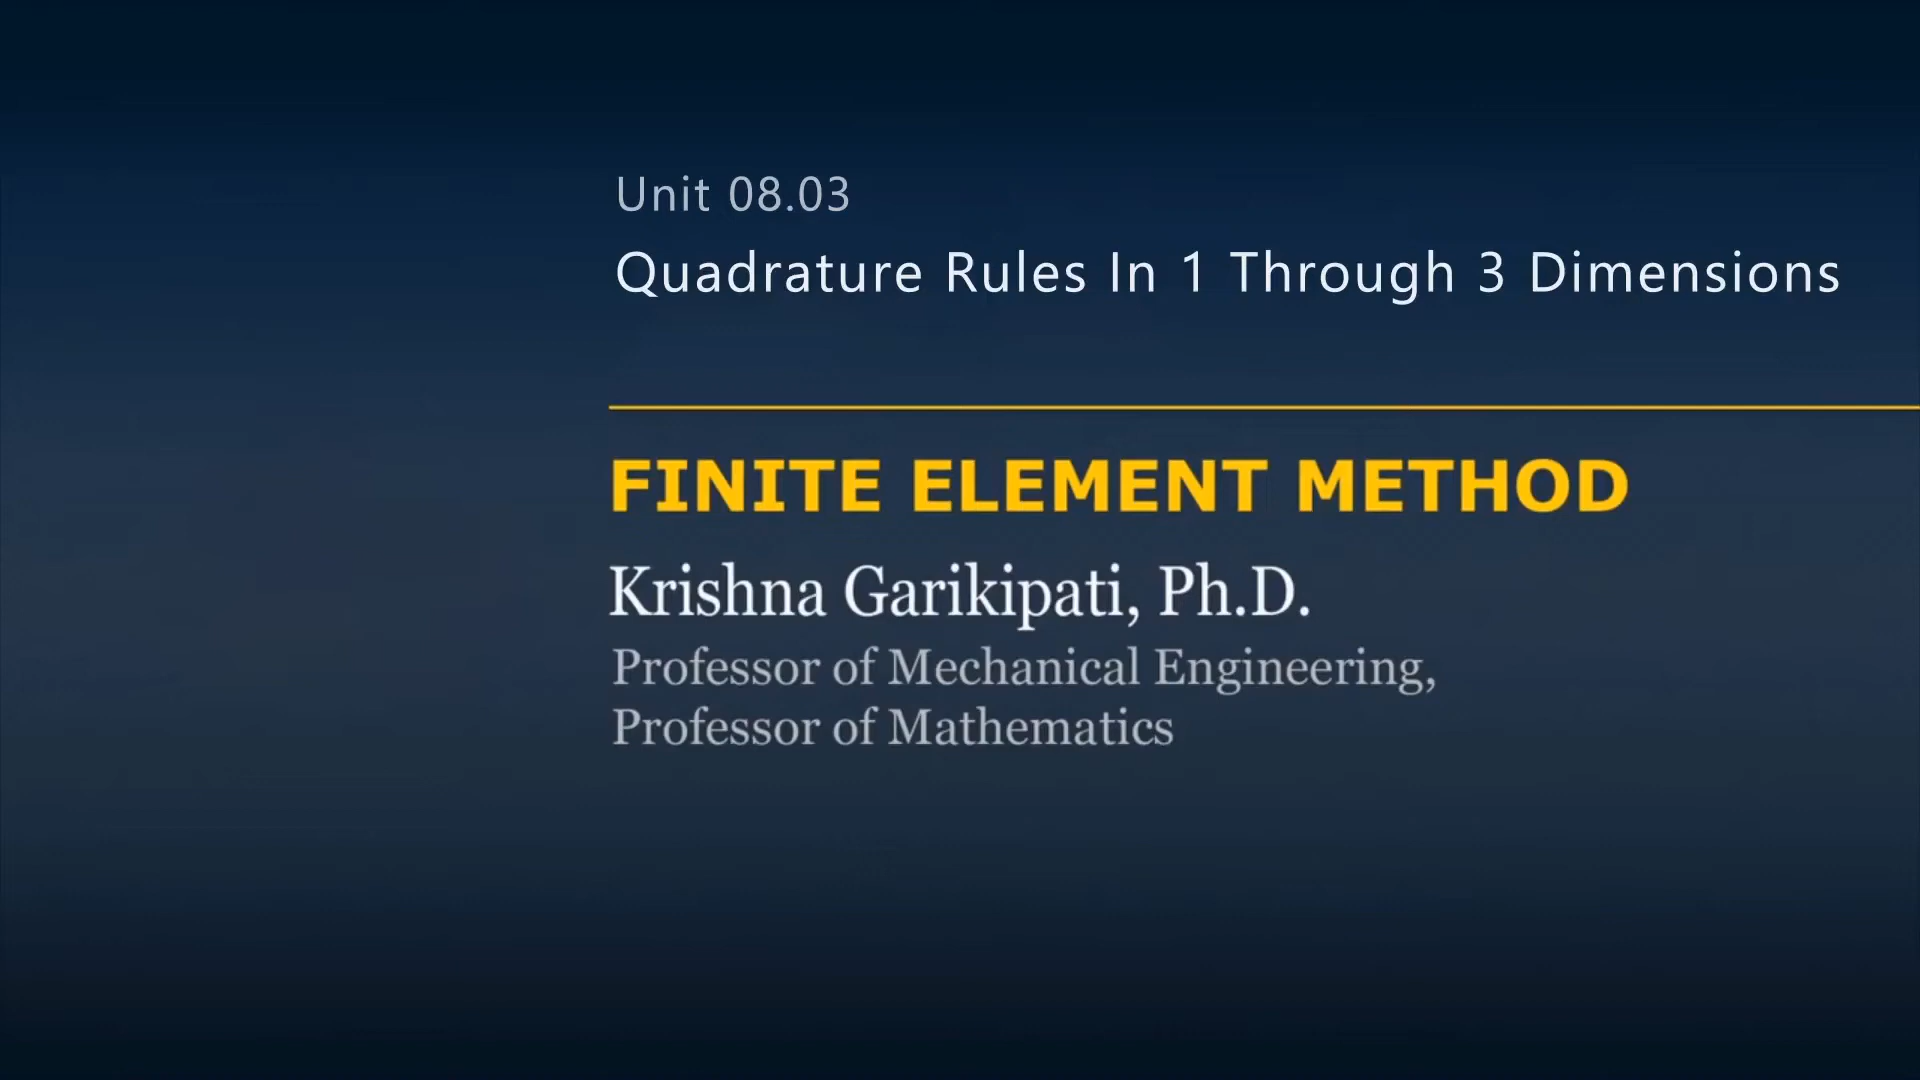 Unit 08.03
Quadrature Rules In 1 Through 3 Dimensions
FINITE ELEMENT METHOD
Krishna Garikipati, Ph.D.
Professor of Mechanical Engineering,
Professor of Mathematics